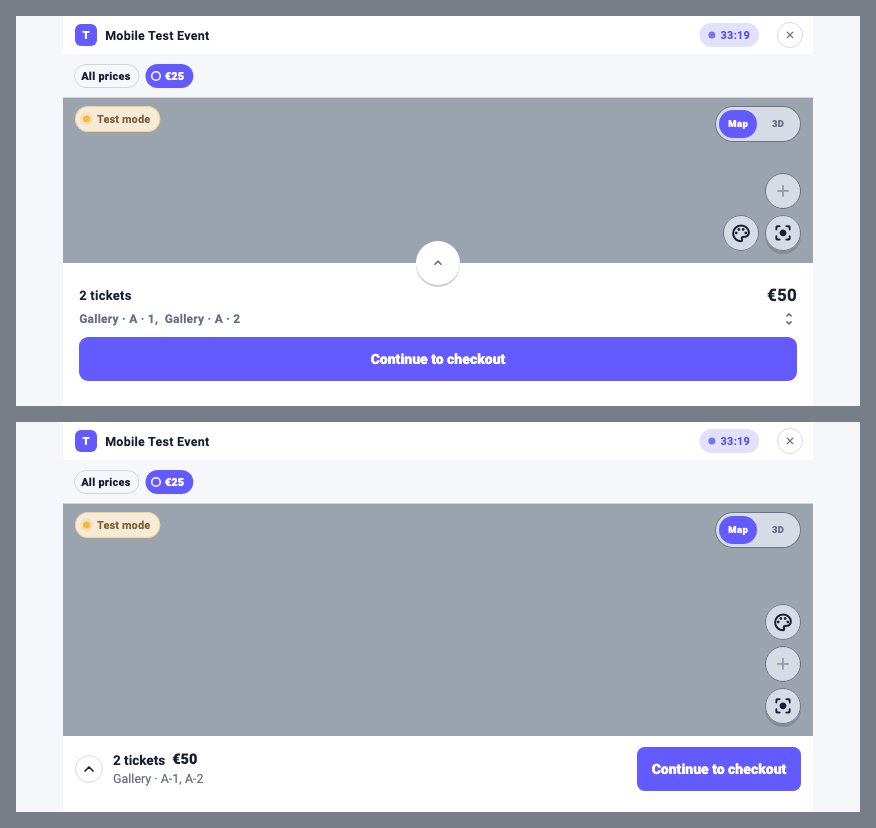 T Mobile Test Event 33:19
All prices €25
Test mode Map 3D
2 tickets €50
Gallery · A · 1, Gallery · A · 2
Continue to checkout
T Mobile Test Event 33:19
All prices €25
Test mode Map 3D
2 tickets €50
Gallery · A-1, A-2
Continue to checkout